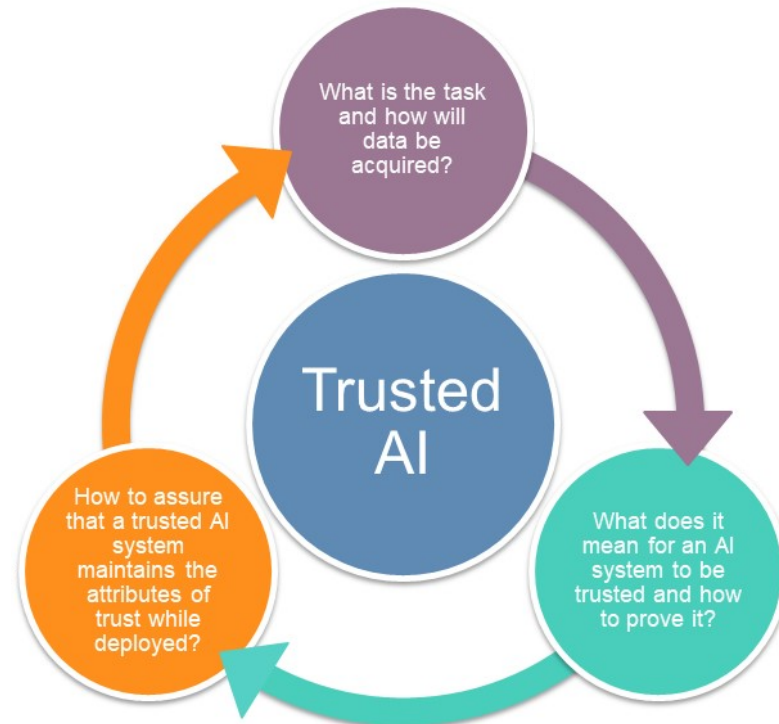 What is the task
and how will
data be
acquired?
Trusted
AI
How to assure
that a trusted AI
system
maintains the
attributes of
trust while
deployed?
What does it
mean for an AI
system to be
trusted and how
to prove it?